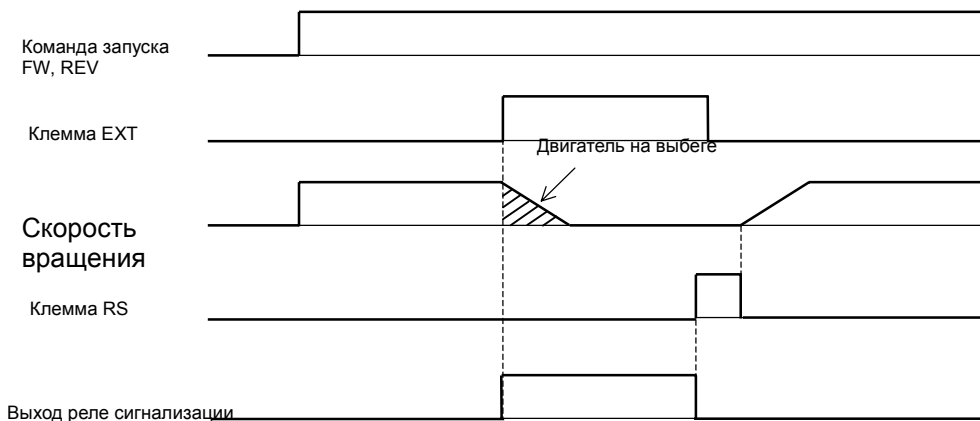 Команда запуска
FW, REV
Клемма EXT
Двигатель на выбеге
Скорость
вращения
Клемма RS
Выход реле сигнализации